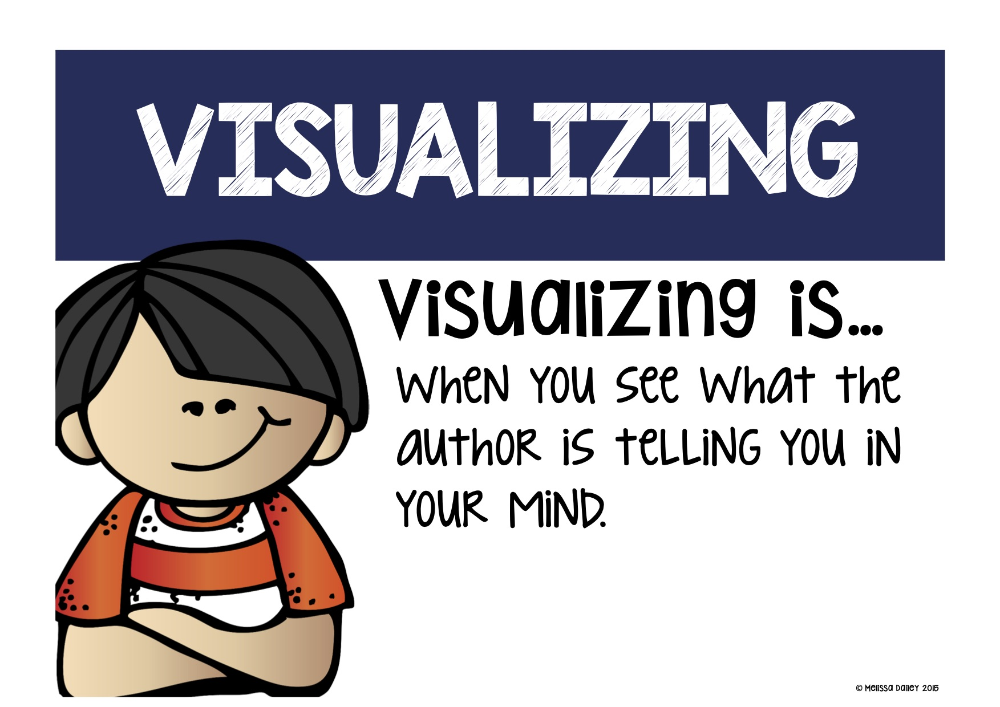 VISUALIZING
Visualizing is...
When you see what the
author is telling you in
your mind.
© Melissa Dailey 2015